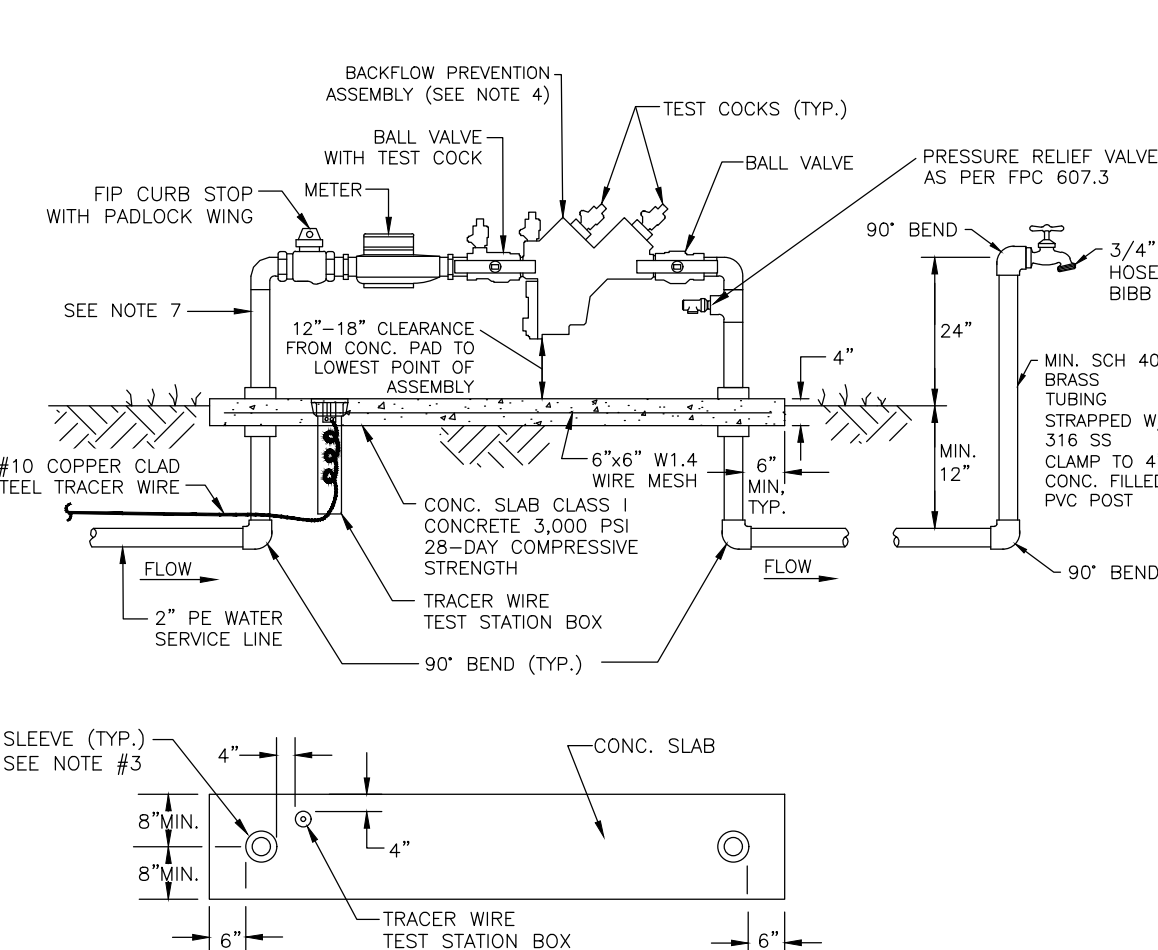 BACKFLOW PREVENTION
ASSEMBLY (SEE NOTE 4)
TEST COCKS (TYP.)
BALL VALVE
WITH TEST COCK
BALL VALVE
PRESSURE RELIEF VALVE
AS PER FPC 607.3
FIP CURB STOP
WITH PADLOCK WING
METER
90° BEND
3/4"
HOSE
BIBB
SEE NOTE 7
12"–18" CLEARANCE
FROM CONC. PAD TO
LOWEST POINT OF
ASSEMBLY
24"
4"
MIN. SCH 40
BRASS
TUBING
STRAPPED W/
316 SS
CLAMP TO 4
CONC. FILLED
PVC POST
#10 COPPER CLAD
TEEL TRACER WIRE
6"x6" W1.4
WIRE MESH
6"
MIN,
TYP.
MIN.
12"
CONC. SLAB CLASS I
CONCRETE 3,000 PSI
28–DAY COMPRESSIVE
STRENGTH
FLOW
FLOW
90° BEND
TRACER WIRE
TEST STATION BOX
2" PE WATER
SERVICE LINE
90° BEND (TYP.)
SLEEVE (TYP.)
SEE NOTE #3
4"
CONC. SLAB
8"MIN.
4"
8"MIN.
TRACER WIRE
TEST STATION BOX
6"
6"